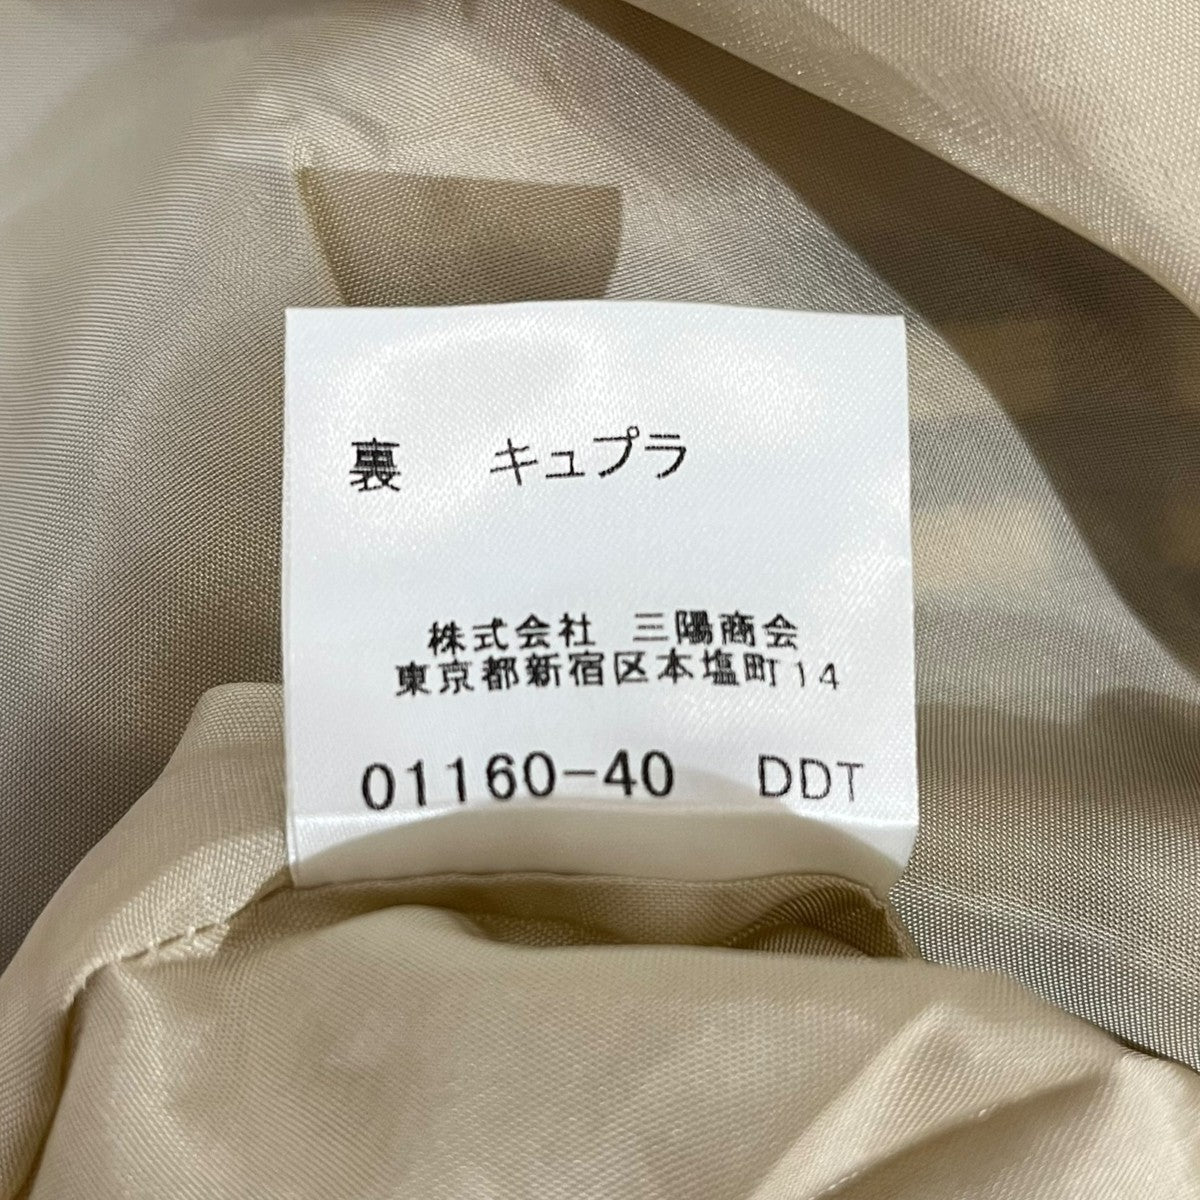 裏 キュプラ
株式会社 三陽商会
東京都新宿区本塩町14
01160-40 DDT